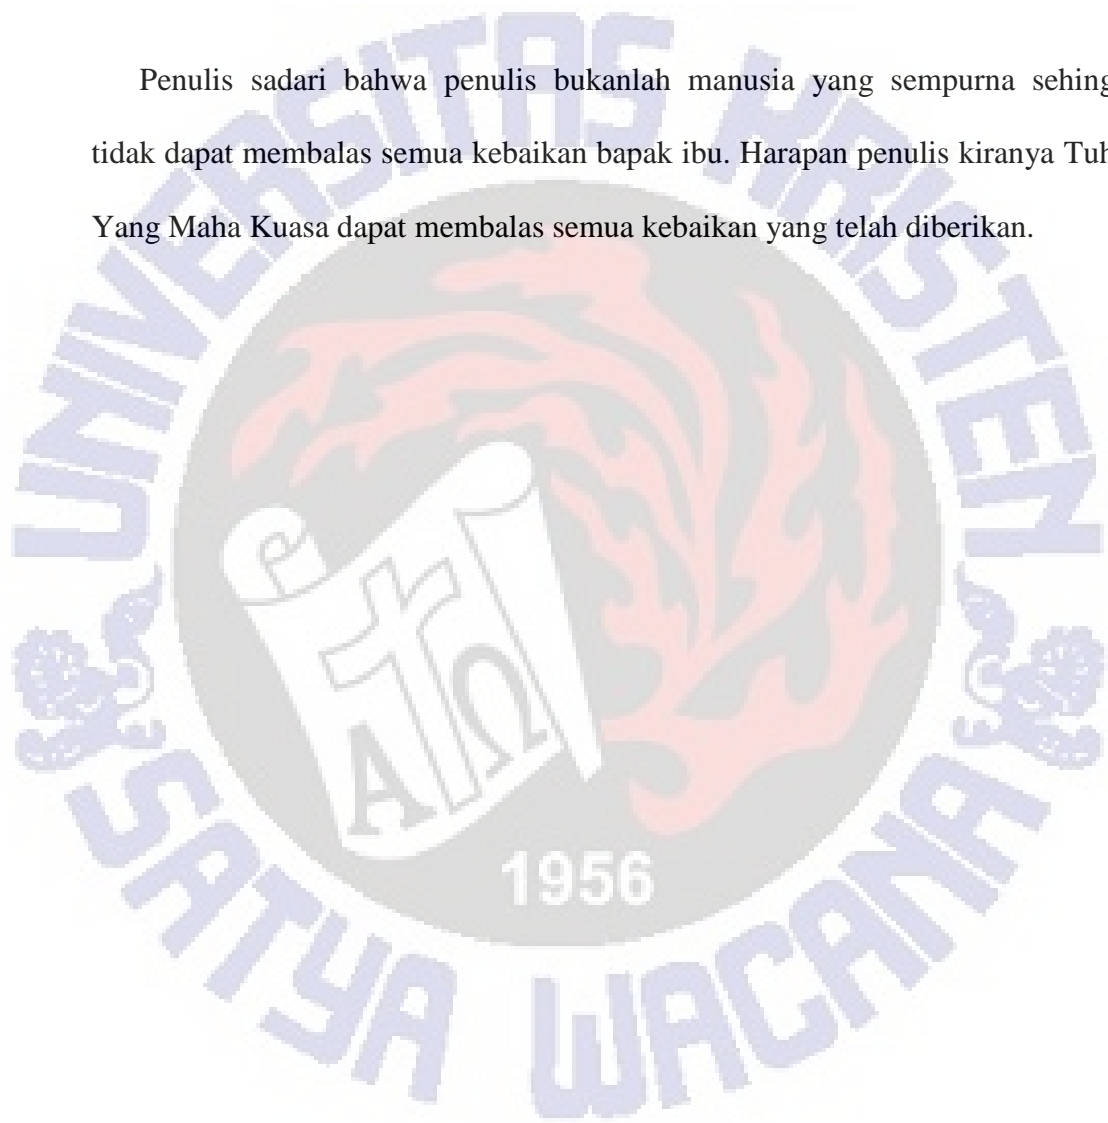 Penulis sadari bahwa penulis bukanlah manusia yang sempurna sehing
tidak dapat membalas semua kebaikan bapak ibu. Harapan penulis kiranya Tuh
Yang Maha Kuasa dapat membalas semua kebaikan yang telah diberikan.
UNIVERSITAS KRISTEN
SATYA WACANA
A Ω
1956